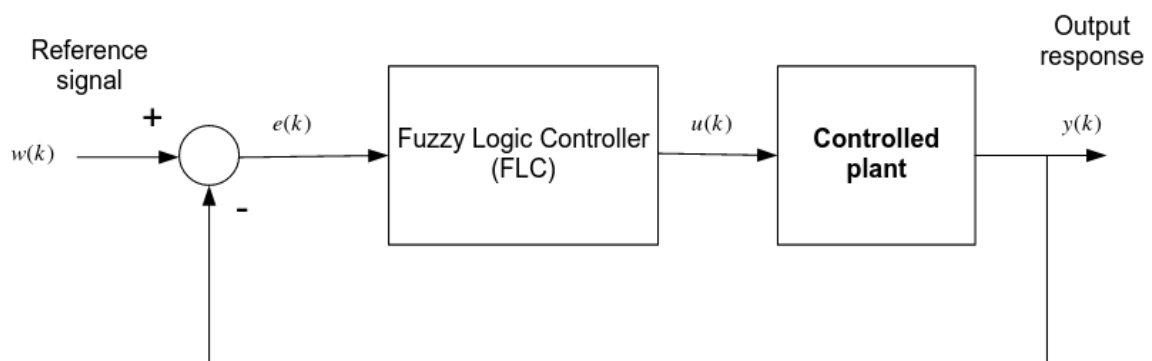 Reference
signal
+
w(k)
-
e(k)
Fuzzy Logic Controller
(FLC)
u(k)
Controlled
plant
Output
response
y(k)